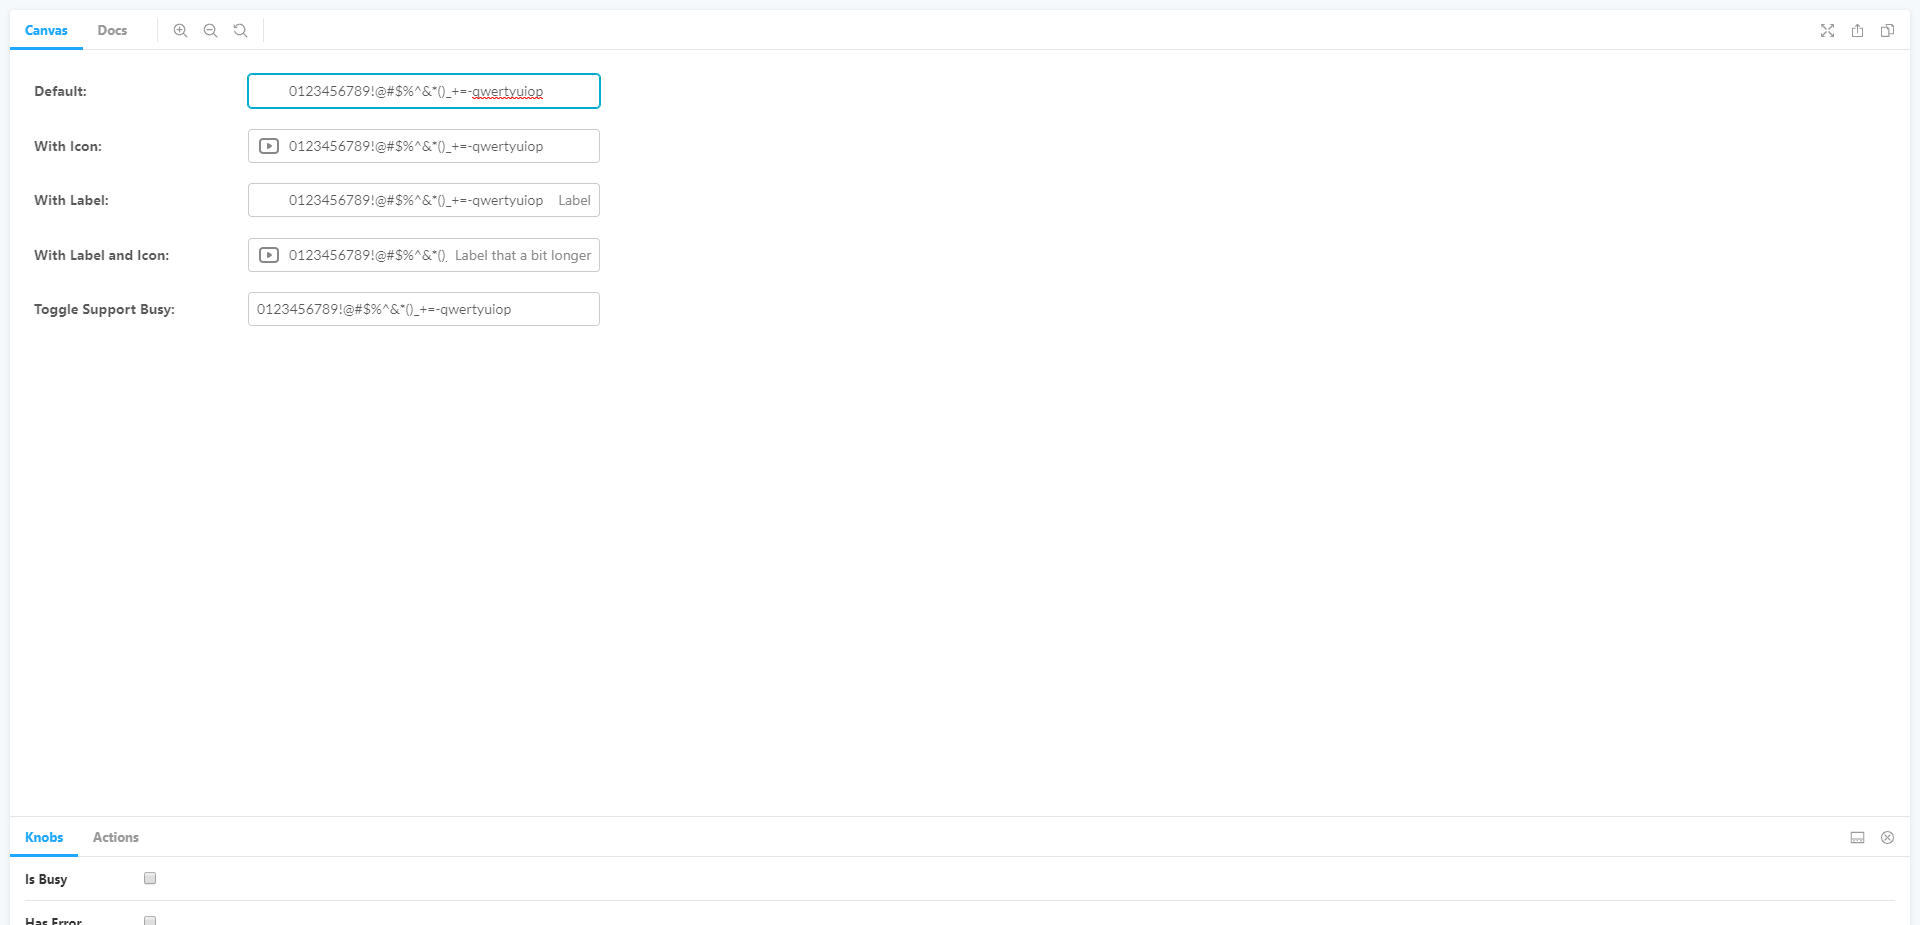 Canvas Docs
Default: 0123456789!@#$%^&*()_+=-qwertyuiop
With Icon: 0123456789!@#$%^&*()_+=-qwertyuiop
With Label: 0123456789!@#$%^&*()_+=-qwertyuiop Label
With Label and Icon: 0123456789!@#$%^&*()_ Label that a bit longer
Toggle Support Busy: 0123456789!@#$%^&*()_+=-qwertyuiop
Knobs Actions
Is Busy
Has Error